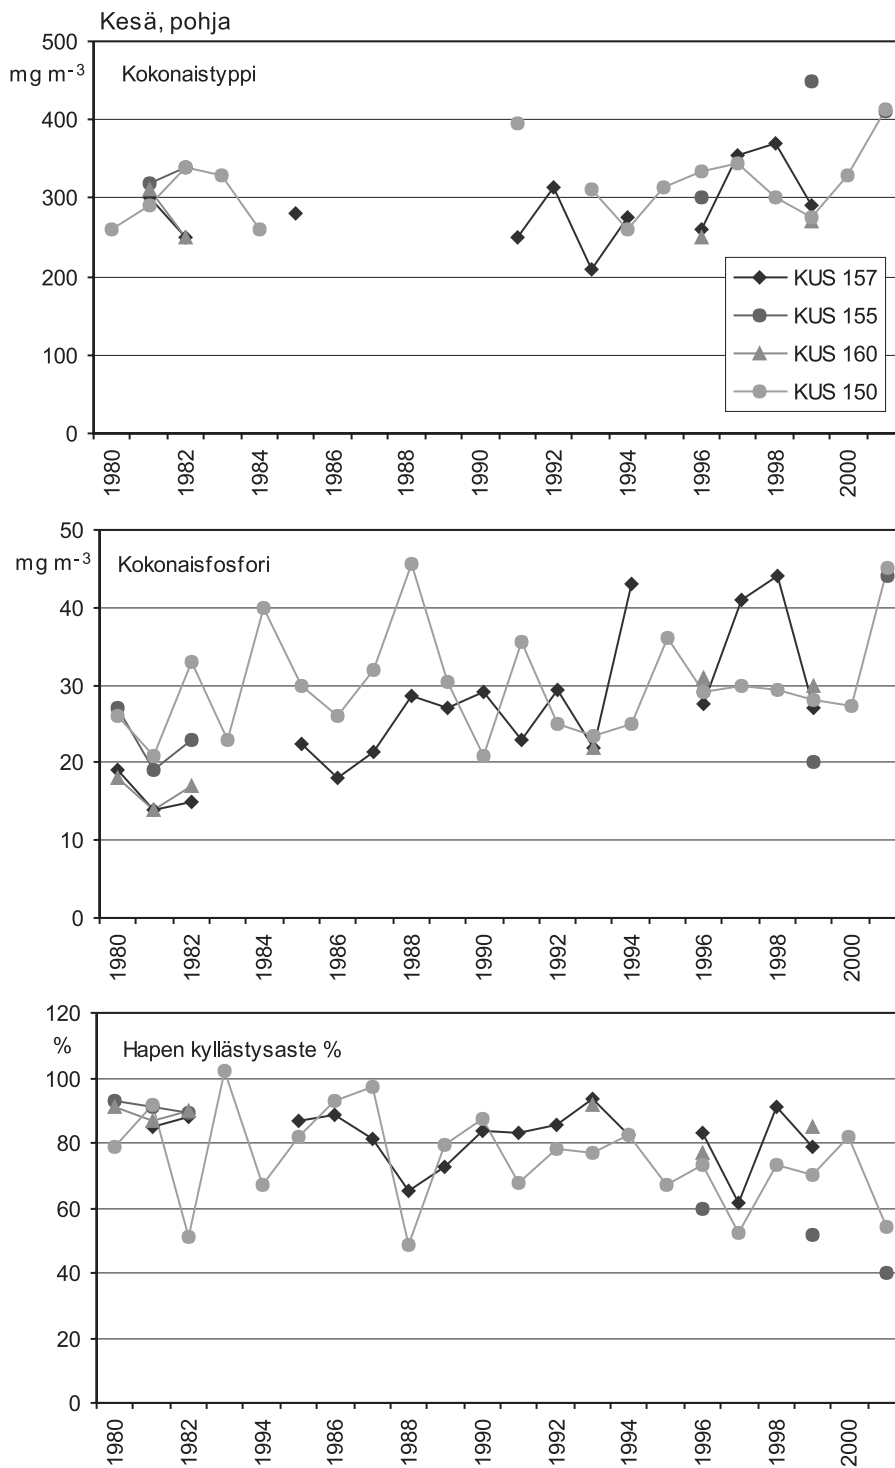 Kesä, pohja
500
mg m-3
Kokonaistyppi
400
300
200
100
0
KUS 157
KUS 155
KUS 160
KUS 150
1980 1982 1984 1986 1988 1990 1992 1994 1996 1998 2000
50
mg m-3
Kokonaisfosfori
40
30
20
10
0
1980 1982 1984 1986 1988 1990 1992 1994 1996 1998 2000
120
%
Hapen kyllästysaste %
100
80
60
40
20
0
1980 1982 1994 1986 1988 1990 1992 1994 1996 1998 2000